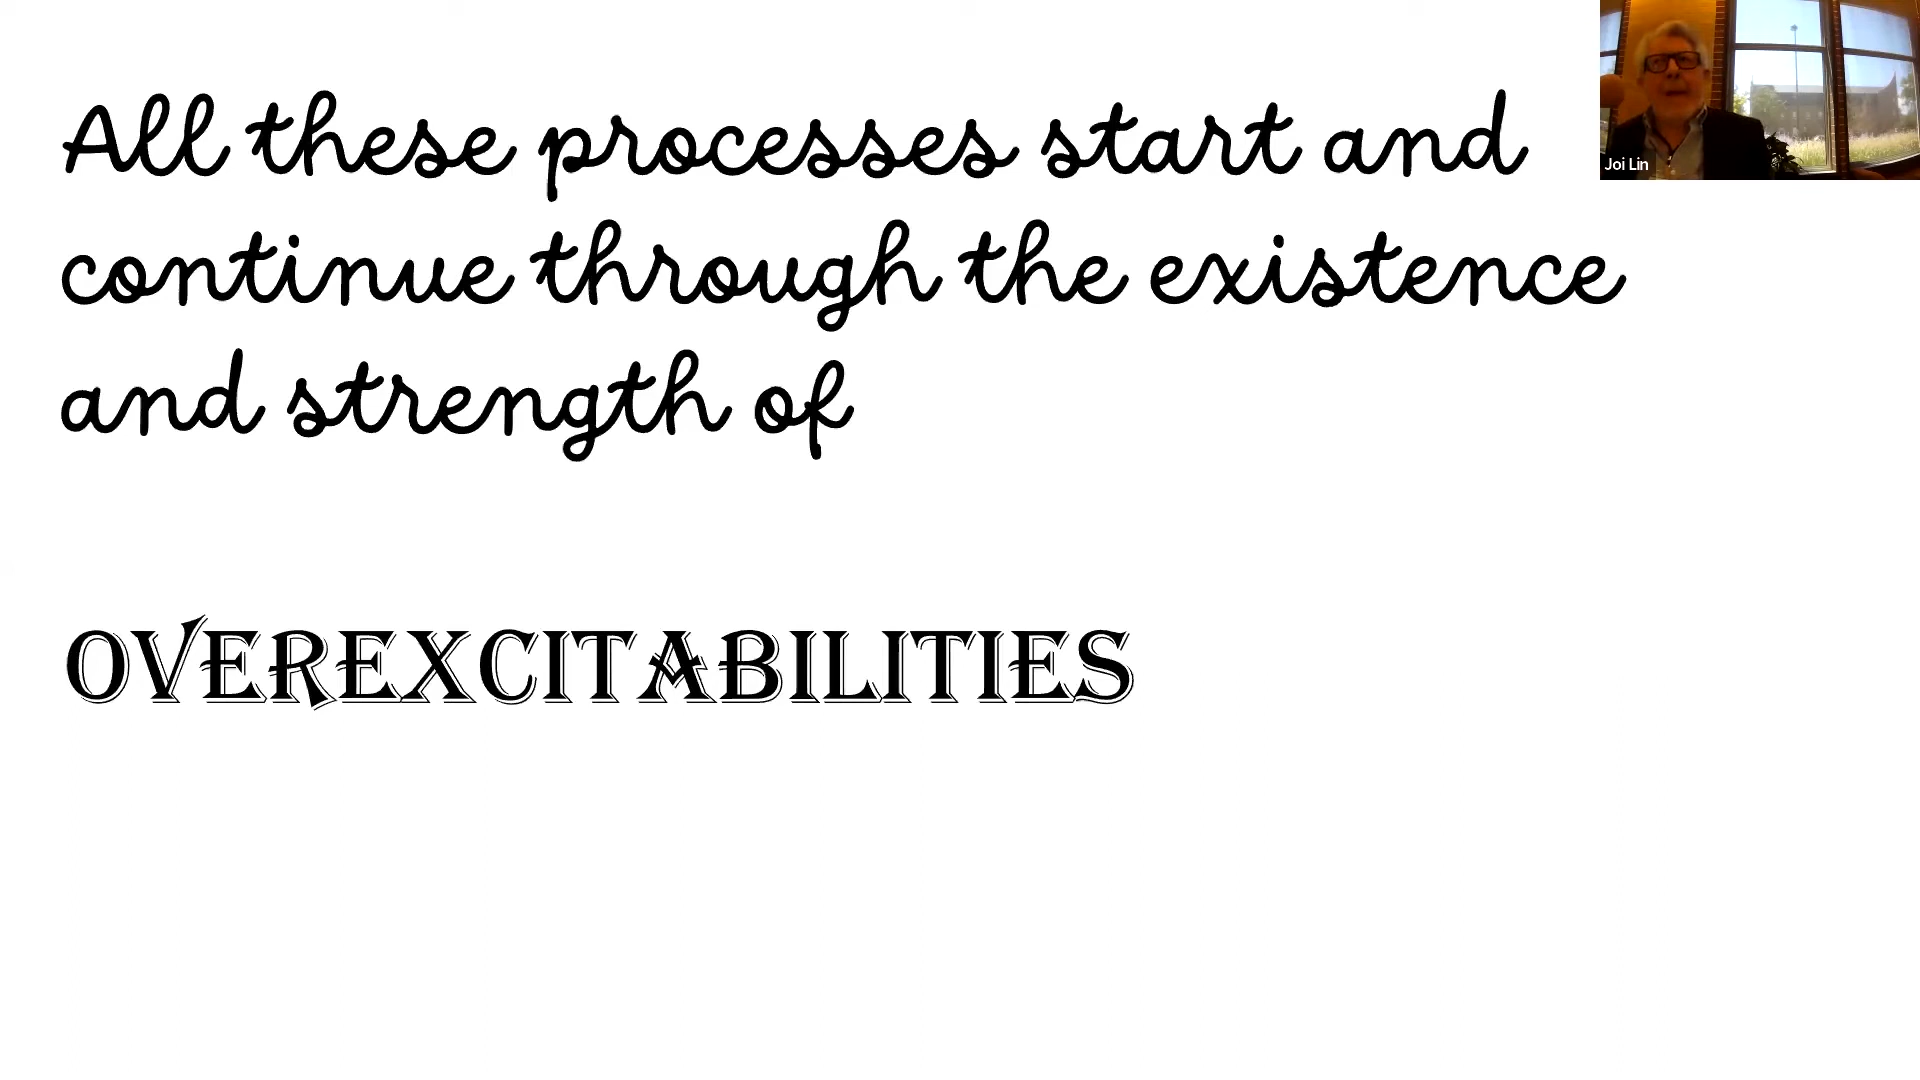 All these processes start and
continue through the existence
and strength of
OVEREXCITABILITIES
Joi Lin